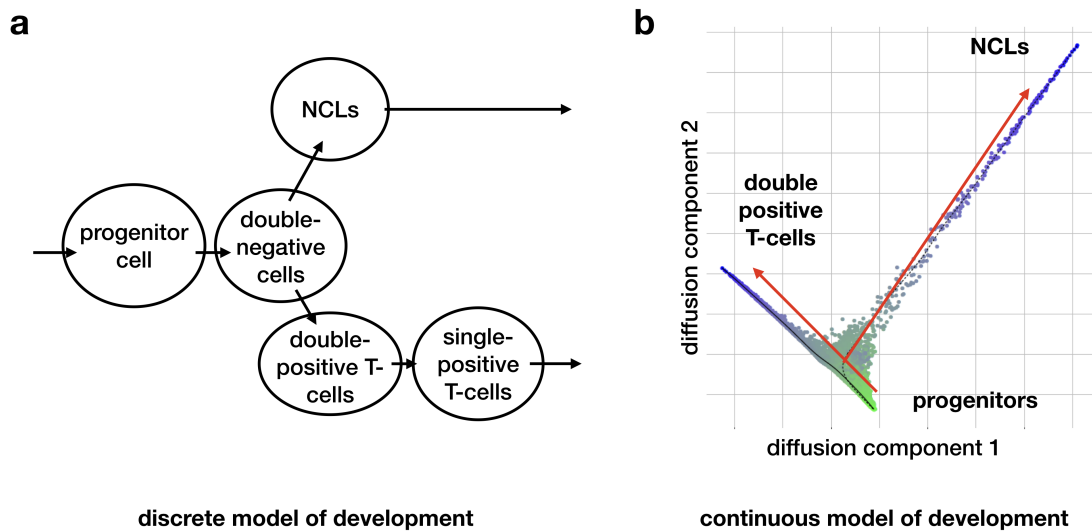 a
NCLs
progenitor
cell
double-
negative
cells
double-
positive T-
cells
single-
positive
T-cells
discrete model of development
b
NCLs
double
positive
T-cells
progenitors
diffusion component 2
diffusion component 1
continuous model of development